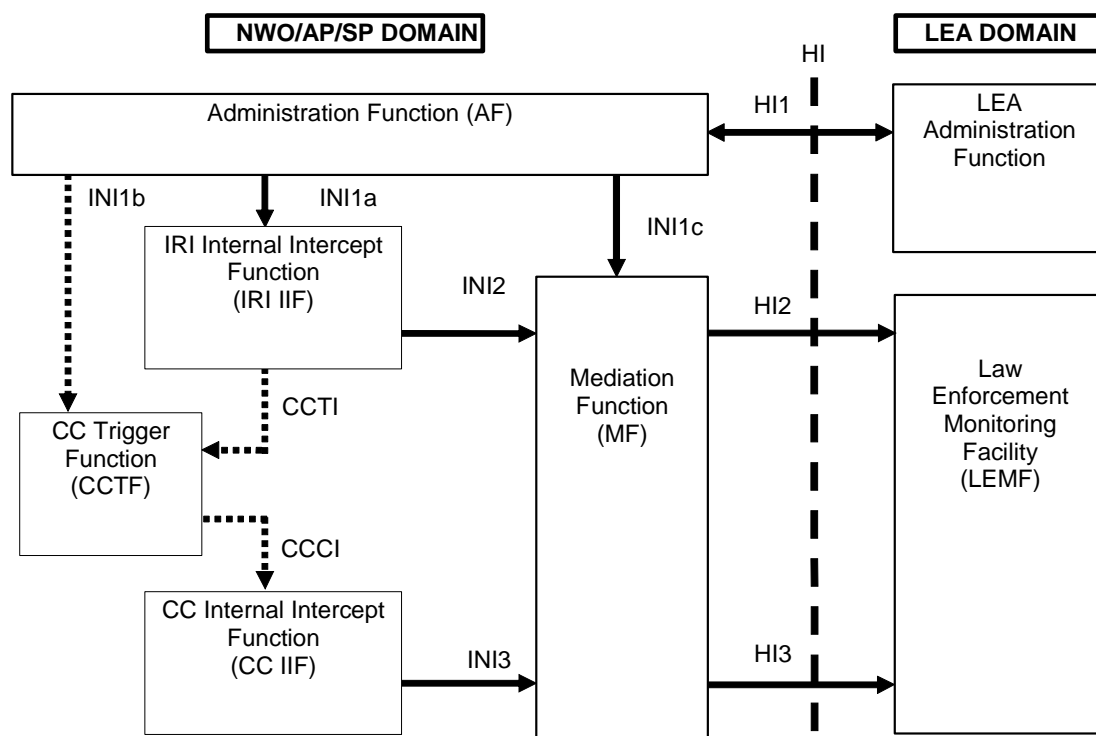 NWO/AP/SP DOMAIN
LEA DOMAIN
HI
Administration Function (AF)
HI1
LEA
Administration
Function
INI1b
INI1a
INI1c
IRI Internal Intercept
Function
(IRI IIF)
INI2
HI2
Mediation
Function
(MF)
Law
Enforcement
Monitoring
Facility
(LEMF)
CCTI
CC Trigger
Function
(CCTF)
CCCI
CC Internal Intercept
Function
(CC IIF)
INI3
HI3